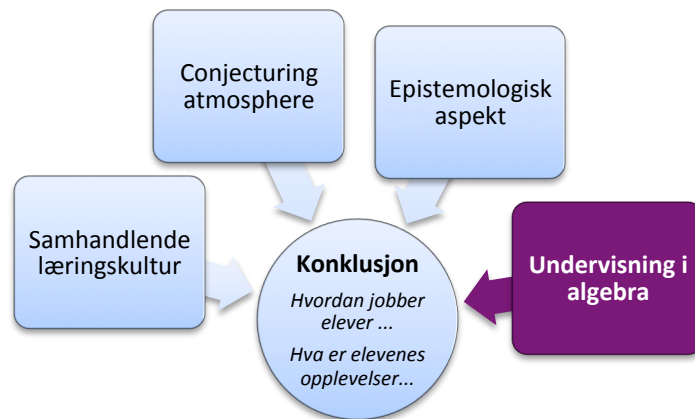 Conjecturing
atmosphere
Epistemologisk
aspekt
Samhandlende
læringskultur
Undervisning i
algebra
Konklusjon
Hvordan jobber
elever ...
Hva er elevenes
opplevelser...